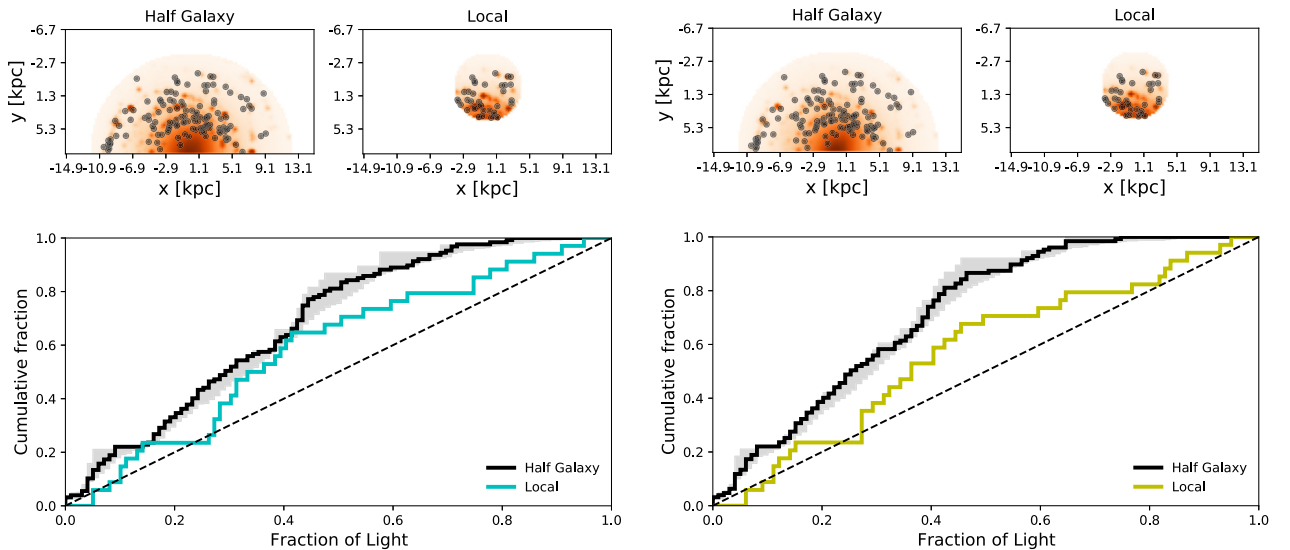 Half Galaxy
Local
Half Galaxy
Local
-6.7
-2.7
1.3
5.3
y [kpc]
-14.9 -10.9 -6.9 -2.9 1.1 5.1 9.1 13.1
x [kpc]
-6.7
-2.7
1.3
5.3
-14.9 -10.9 -6.9 -2.9 1.1 5.1 9.1 13.1
x [kpc]
-6.7
-2.7
1.3
5.3
y [kpc]
-14.9 -10.9 -6.9 -2.9 1.1 5.1 9.1 13.1
x [kpc]
-6.7
-2.7
1.3
5.3
-14.9 -10.9 -6.9 -2.9 1.1 5.1 9.1 13.1
x [kpc]
1.0
0.8
0.6
0.4
0.2
0.0
Cumulative fraction
Half Galaxy
Local
0.0 0.2 0.4 0.6 0.8 1.0
Fraction of Light
1.0
0.8
0.6
0.4
0.2
0.0
Cumulative fraction
Half Galaxy
Local
0.0 0.2 0.4 0.6 0.8 1.0
Fraction of Light